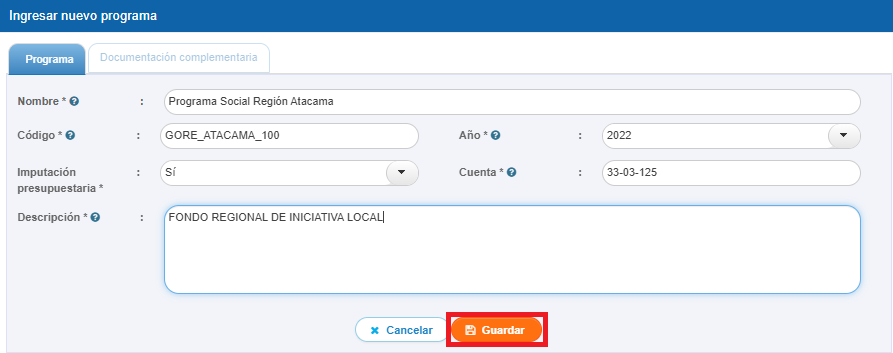 Ingresar nuevo programa
Programa
Documentación complementaria
Nombre * ? : Programa Social Región Atacama
Código * ? : GORE_ATACAMA_100 Año * ? : 2022
Imputación presupuestaria * : Sí Cuenta * ? : 33-03-125
Descripción * ? : FONDO REGIONAL DE INICIATIVA LOCAL
Cancelar Guardar